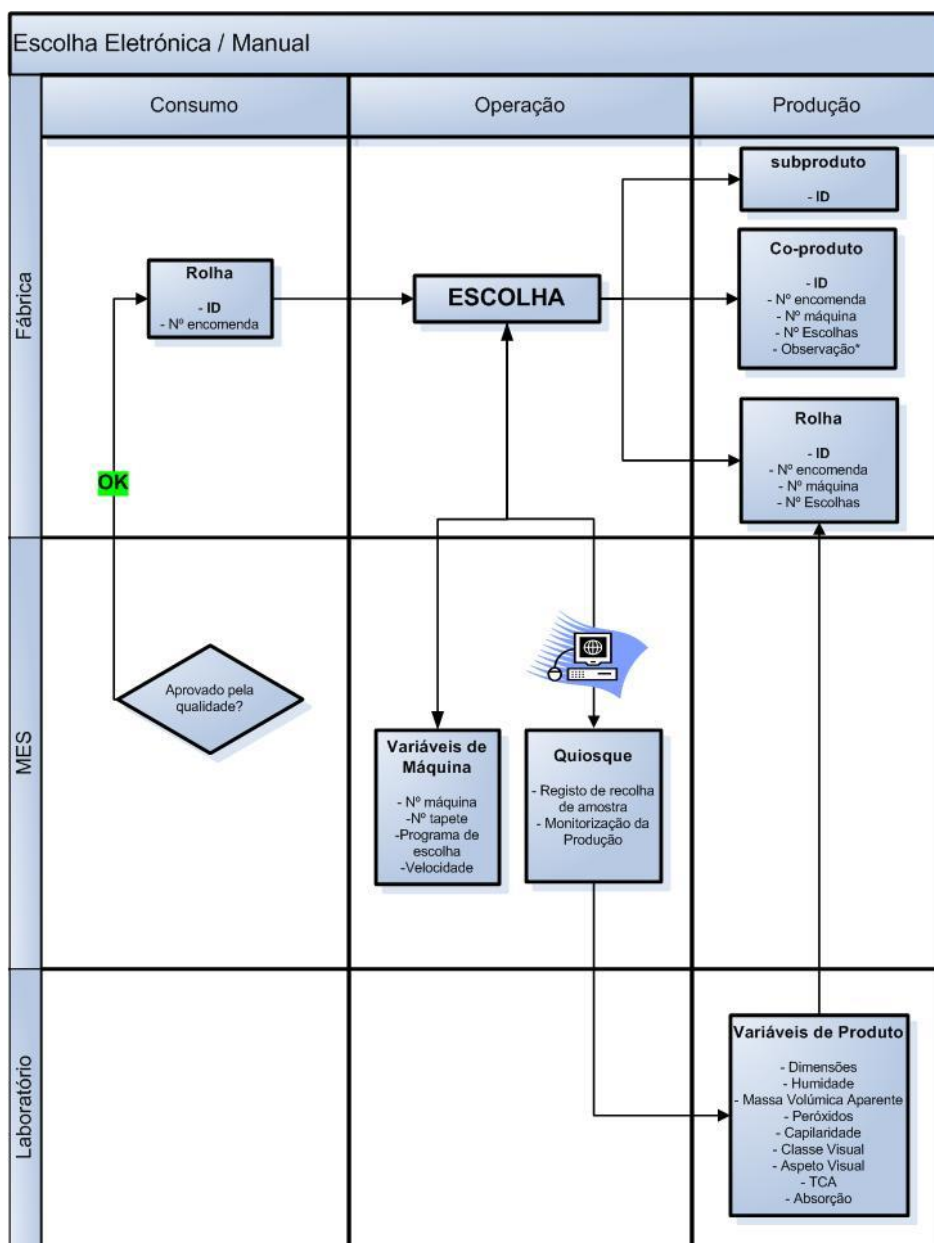 Escolha Eletrónica / Manual
Consumo
Operação
Produção
Fábrica
Rolha
- ID
- Nº encomenda
ESCOLHA
subproduto
- ID
Co-produto
- ID
- Nº encomenda
- Nº máquina
- Nº Escolhas
- Observação*
Rolha
- ID
- Nº encomenda
- Nº máquina
- Nº Escolhas
OK
MES
Aprovado pela
qualidade?
Variáveis de
Máquina
- Nº máquina
-Nº tapete
-Programa de
escolha
-Velocidade
Quiosque
- Registo de recolha
de amostra
- Monitorização da
Produção
Laboratório
Variáveis de Produto
- Dimensões
- Humidade
- Massa Volúmica Aparente
- Peróxidos
- Capilaridade
- Classe Visual
- Aspeto Visual
- TCA
- Absorção